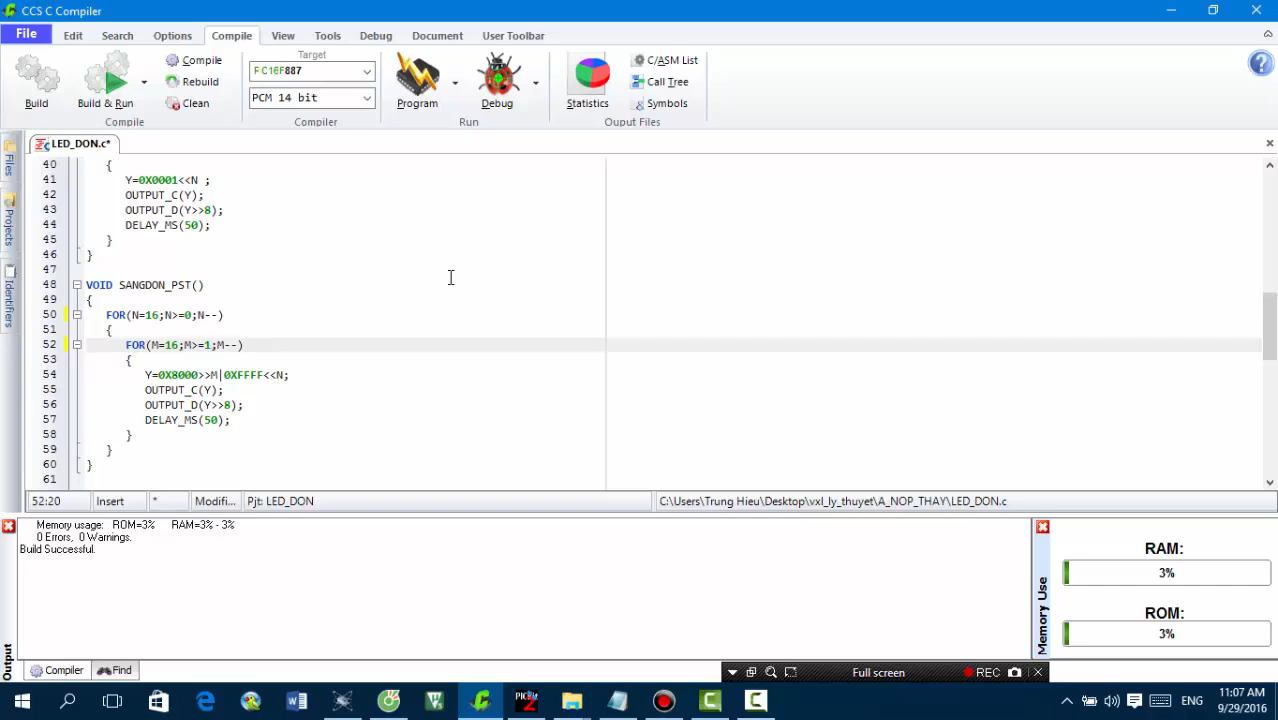 CCS C Compiler
File Edit Search Options Compile View Tools Debug Document User Toolbar
Build
Build & Run
Compile
Rebuild
Clean
Compile
Target
PIC16F887
PCM 14 bit
Compiler
Program
Debug
Run
Statistics
C/ASM List
Call Tree
Symbols
Ouput Files
LED_DON.c*
Files
Projects
Identifiers
40 {
41 Y=0X0001<<N ;
42 OUTPUT_C(Y);
43 OUTPUT_D(Y>>8);
44 DELAY_MS(50);
45 }
46 }
47
48 VOID SANGDON_PST()
49 {
50 FOR(N=16;N>=0;N--)
51 {
52 FOR(M=16;M>=1;M--)
53 {
54 Y=0X8000>>M|0XFFFF<<N;
55 OUTPUT_C(Y);
56 OUTPUT_D(Y>>8);
57 DELAY_MS(50);
58 }
59 }
60 }
61
52:20 Insert * Modifi... Pjt: LED_DON C:\Users\Trung Hieu\Desktop\vxl_ly_thuyet\A_NOP_THAY\LED_DON.c
Memory usage: ROM=3% RAM=3% - 3%
0 Errors, 0 Warnings.
Build Successful.
Output
Compiler Find
Memory Use
RAM:
3%
ROM:
3%
Full screen REC
ENG
11:07 AM
9/29/2016